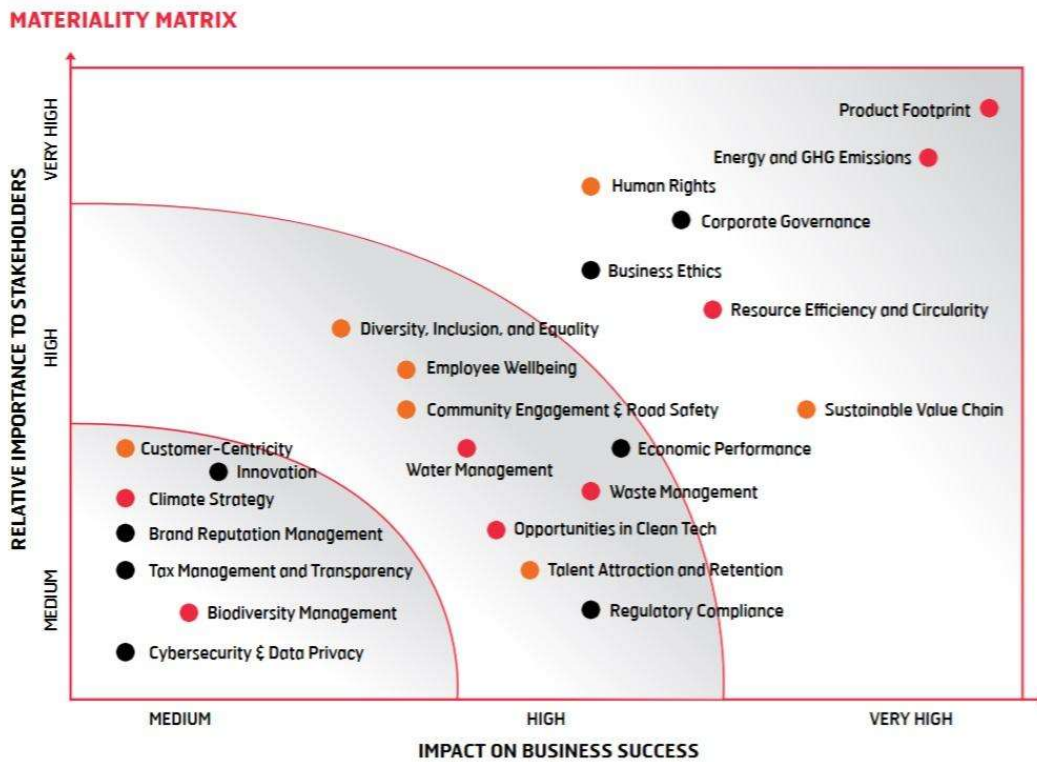 MATERIALITY MATRIX
RELATIVE IMPORTANCE TO STAKEHOLDERS
VERY HIGH
HIGH
MEDIUM
Product Footprint
Energy and GHG Emissions
Human Rights
Corporate Governance
Business Ethics
Resource Efficiency and Circularity
Diversity, Inclusion, and Equality
Employee Wellbeing
Community Engagement & Road Safety
Sustainable Value Chain
Customer-Centricity
Economic Performance
Water Management
Innovation
Waste Management
Climate Strategy
Opportunities in Clean Tech
Brand Reputation Management
Tax Management and Transparency
Talent Attraction and Retention
Biodiversity Management
Regulatory Compliance
Cybersecurity & Data Privacy
MEDIUM
HIGH
VERY HIGH
IMPACT ON BUSINESS SUCCESS